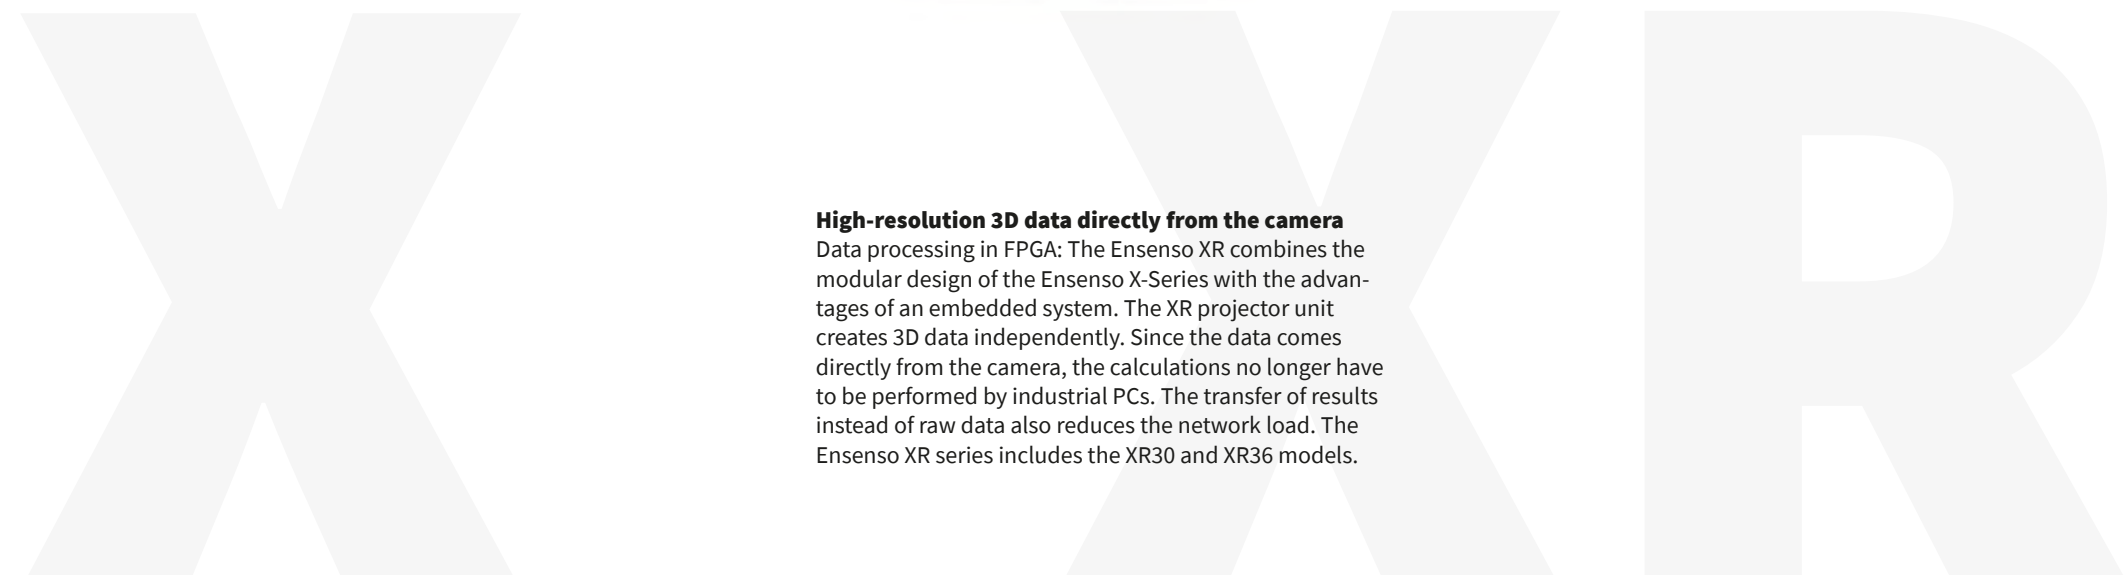 X
XR
High-resolution 3D data directly from the camera
Data processing in FPGA: The Ensenso XR combines the
modular design of the Ensenso X-Series with the advan-
tages of an embedded system. The XR projector unit
creates 3D data independently. Since the data comes
directly from the camera, the calculations no longer have
to be performed by industrial PCs. The transfer of results
instead of raw data also reduces the network load. The
Ensenso XR series includes the XR30 and XR36 models.